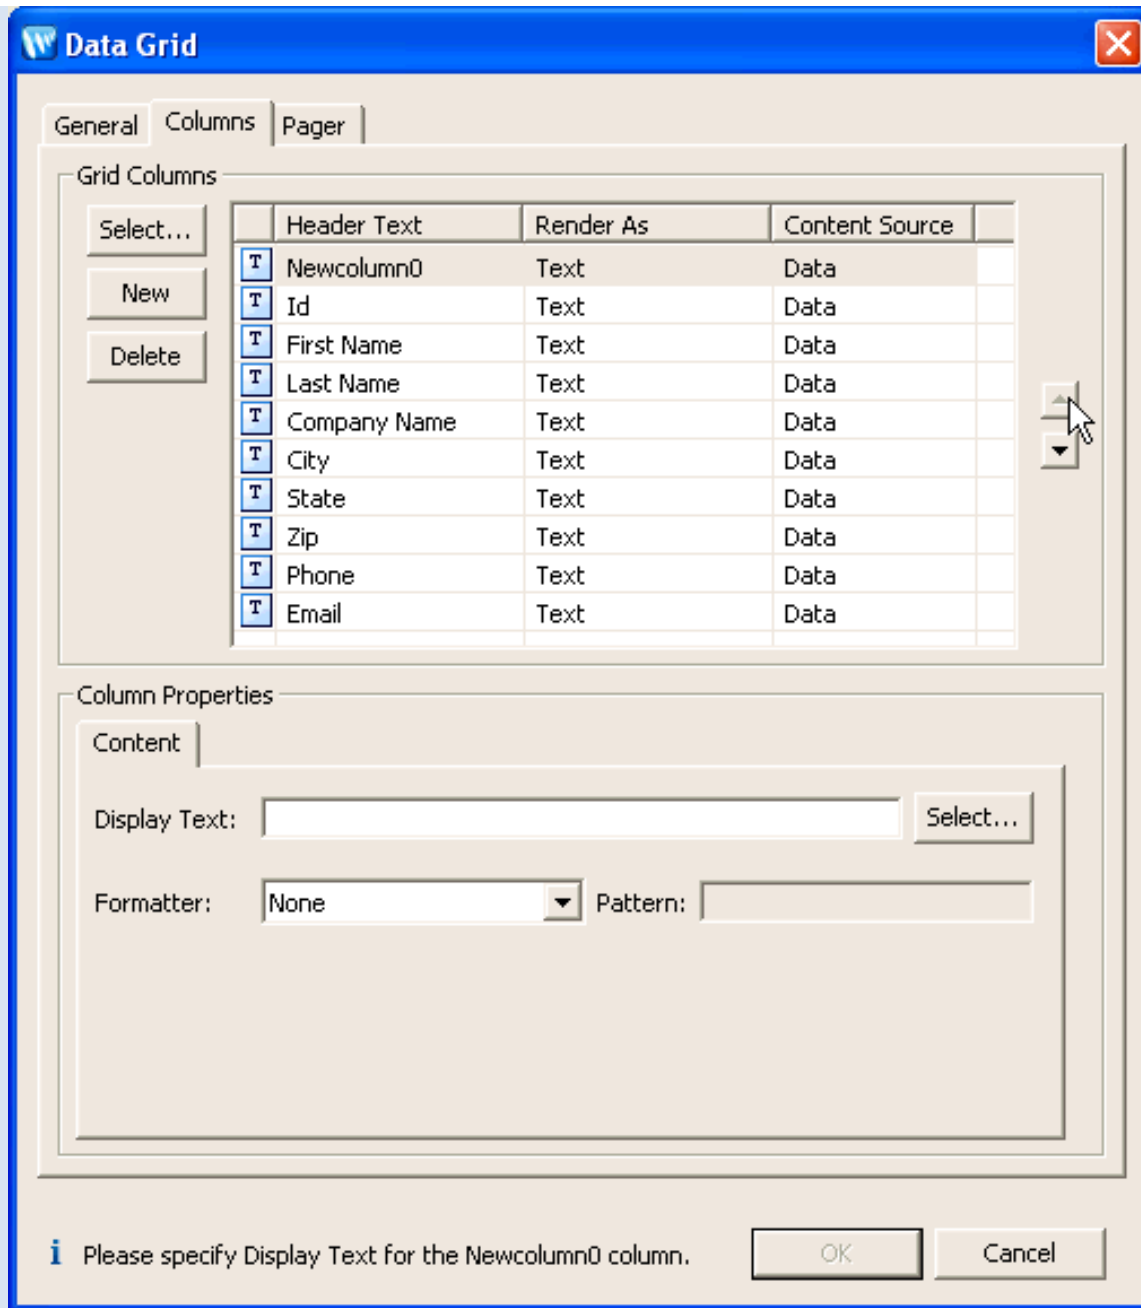 Data Grid
General Columns Pager
Grid Columns
Select...
New
Delete
Header Text Render As Content Source
T Newcolumn0 Text Data
T Id Text Data
T First Name Text Data
T Last Name Text Data
T Company Name Text Data
T City Text Data
T State Text Data
T Zip Text Data
T Phone Text Data
T Email Text Data
Column Properties
Content
Display Text: Select...
Formatter: None Pattern:
i Please specify Display Text for the Newcolumn0 column. OK Cancel